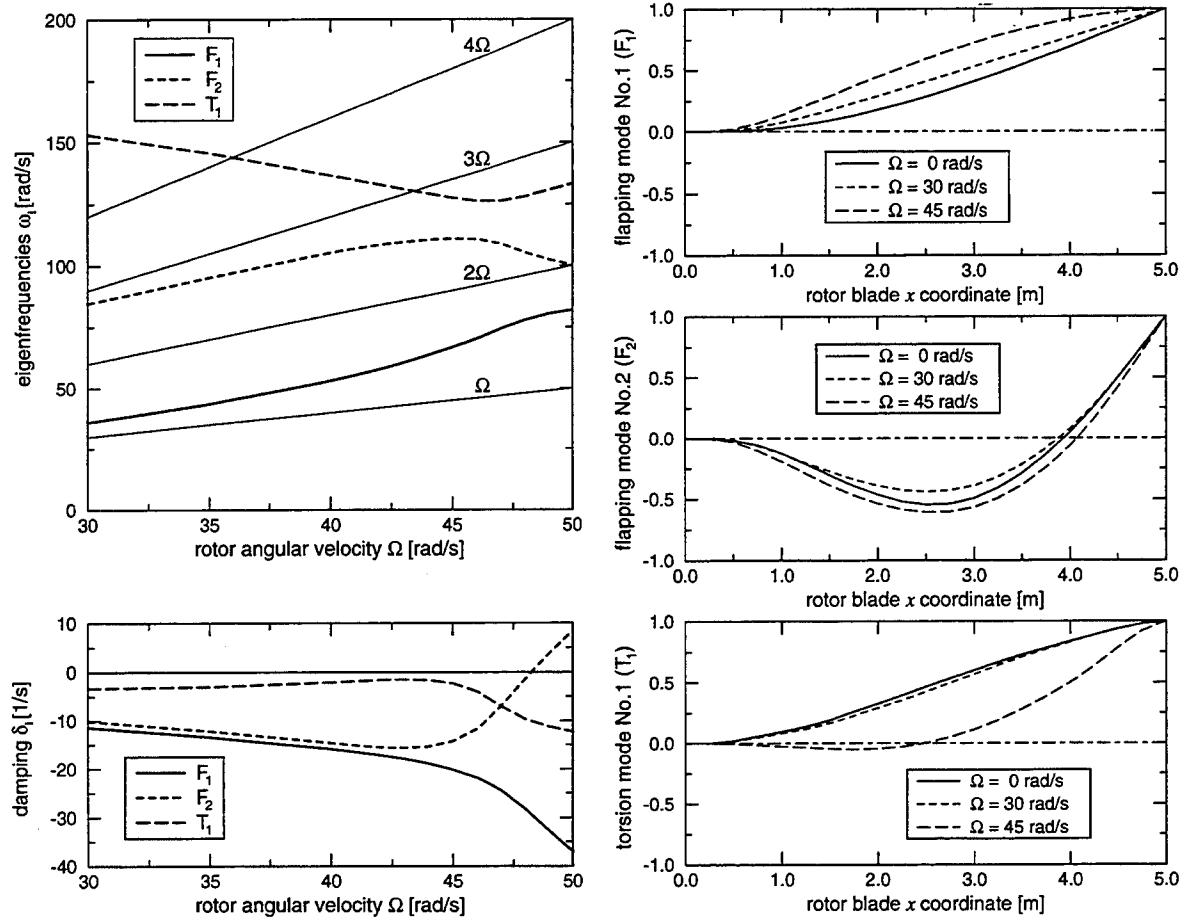 200
150
100
50
0
eigenfrequencies ωᵢ [rad/s]
F₁
F₂
T₁
4Ω
3Ω
2Ω
Ω
30 35 40 45 50
rotor angular velocity Ω [rad/s]
10
0
-10
-20
-30
-40
damping δᵢ [1/s]
F₁
F₂
T₁
30 35 40 45 50
rotor angular velocity Ω [rad/s]
1.0
0.5
0.0
-0.5
-1.0
flapping mode No.1 (F₁)
Ω = 0 rad/s
Ω = 30 rad/s
Ω = 45 rad/s
0.0 1.0 2.0 3.0 4.0 5.0
rotor blade x coordinate [m]
1.0
0.5
0.0
-0.5
-1.0
flapping mode No.2 (F₂)
Ω = 0 rad/s
Ω = 30 rad/s
Ω = 45 rad/s
0.0 1.0 2.0 3.0 4.0 5.0
rotor blade x coordinate [m]
1.0
0.5
0.0
-0.5
-1.0
torsion mode No.1 (T₁)
Ω = 0 rad/s
Ω = 30 rad/s
Ω = 45 rad/s
0.0 1.0 2.0 3.0 4.0 5.0
rotor blade x coordinate [m]